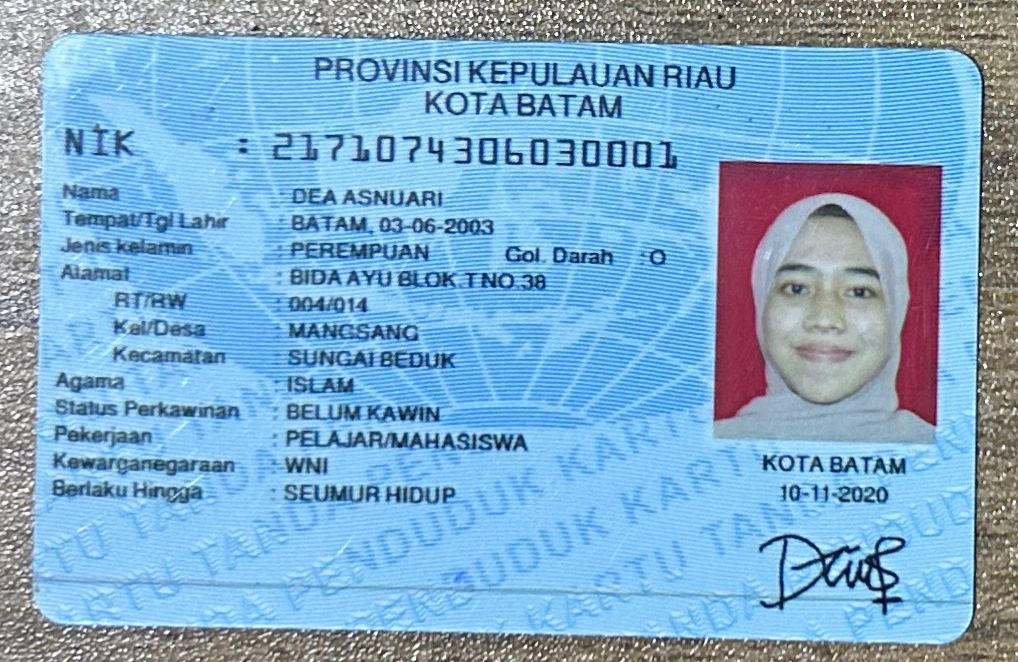 PROVINSI KEPULAUAN RIAU
KOTA BATAM
NIK : 2171074306030001
Nama : DEA ASNUARI
Tempat/Tgl Lahir : BATAM, 03-06-2003
Jenis kelamin : PEREMPUAN Gol. Darah : O
Alamat : BIDA AYU BLOK.T NO.38
RT/RW : 004/014
Kel/Desa : MANGSANG
Kecamatan : SUNGAI BEDUK
Agama : ISLAM
Status Perkawinan : BELUM KAWIN
Pekerjaan : PELAJAR/MAHASISWA
Kewarganegaraan : WNI
Berlaku Hingga : SEUMUR HIDUP
KOTA BATAM
10-11-2020